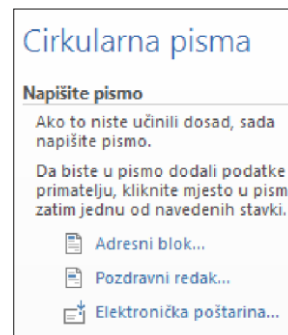 Cirkularna pisma
Napišite pismo
Ako to niste učinili dosad, sada
napišite pismo.
Da biste u pismo dodali podatke
primatelju, kliknite mjesto u pism
zatim jednu od navedenih stavki.
Adresni blok...
Pozdravni redak...
Elektronička poštarina...